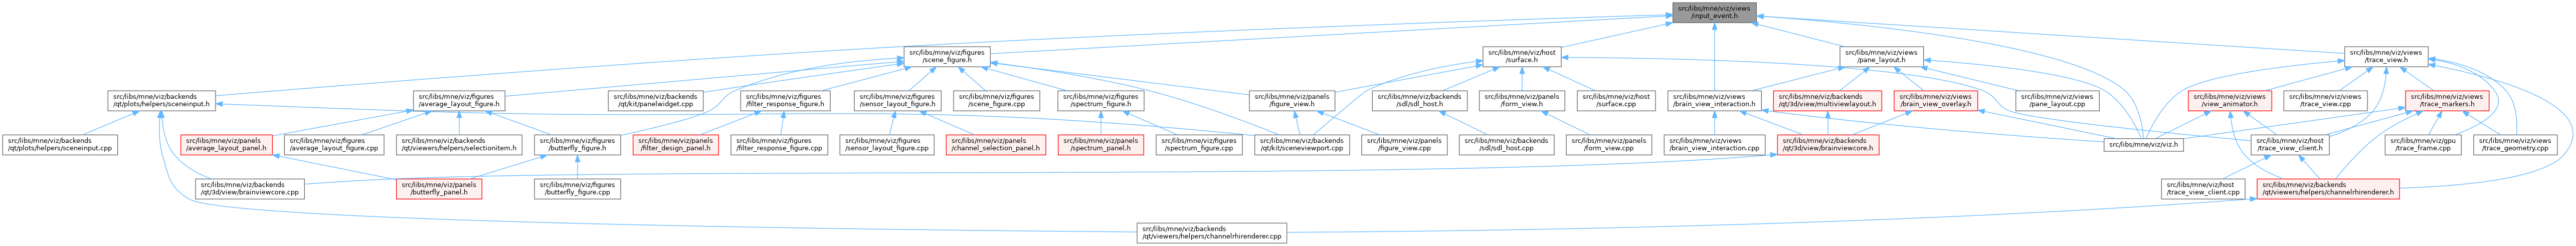 src/libs/mne/viz/views
/input_event.h
src/libs/mne/viz/figures
/scene_figure.h
src/libs/mne/viz/host
/surface.h
src/libs/mne/viz/views
/pane_layout.h
src/libs/mne/viz/views
/trace_view.h
src/libs/mne/viz/backends
/qt/plots/helpers/sceneinput.h
src/libs/mne/viz/figures
/average_layout_figure.h
src/libs/mne/viz/backends
/qt/kit/panelwidget.cpp
src/libs/mne/viz/figures
/filter_response_figure.h
src/libs/mne/viz/figures
/sensor_layout_figure.h
src/libs/mne/viz/figures
/scene_figure.cpp
src/libs/mne/viz/figures
/spectrum_figure.h
src/libs/mne/viz/panels
/figure_view.h
src/libs/mne/viz/backends
/sdl/sdl_host.h
src/libs/mne/viz/panels
/form_view.h
src/libs/mne/viz/host
/surface.cpp
src/libs/mne/viz/views
/brain_view_interaction.h
src/libs/mne/viz/backends
/qt/3d/view/multiviewlayout.h
src/libs/mne/viz/views
/brain_view_overlay.h
src/libs/mne/viz/views
/pane_layout.cpp
src/libs/mne/viz/views
/view_animator.h
src/libs/mne/viz/views
/trace_view.cpp
src/libs/mne/viz/views
/trace_markers.h
src/libs/mne/viz/backends
/qt/plots/helpers/sceneinput.cpp
src/libs/mne/viz/panels
/average_layout_panel.h
src/libs/mne/viz/figures
/average_layout_figure.cpp
src/libs/mne/viz/backends
/qt/viewers/helpers/selectionitem.h
src/libs/mne/viz/figures
/butterfly_figure.h
src/libs/mne/viz/panels
/filter_design_panel.h
src/libs/mne/viz/figures
/filter_response_figure.cpp
src/libs/mne/viz/figures
/sensor_layout_figure.cpp
src/libs/mne/viz/panels
/channel_selection_panel.h
src/libs/mne/viz/panels
/spectrum_panel.h
src/libs/mne/viz/figures
/spectrum_figure.cpp
src/libs/mne/viz/backends
/qt/kit/sceneviewport.cpp
src/libs/mne/viz/panels
/figure_view.cpp
src/libs/mne/viz/backends
/sdl/sdl_host.cpp
src/libs/mne/viz/panels
/form_view.cpp
src/libs/mne/viz/views
/brain_view_interaction.cpp
src/libs/mne/viz/backends
/qt/3d/view/brainviewcore.h
src/libs/mne/viz/viz.h
src/libs/mne/viz/host
/trace_view_client.h
src/libs/mne/viz/gpu
/trace_frame.cpp
src/libs/mne/viz/views
/trace_geometry.cpp
src/libs/mne/viz/backends
/qt/3d/view/brainviewcore.cpp
src/libs/mne/viz/panels
/butterfly_panel.h
src/libs/mne/viz/figures
/butterfly_figure.cpp
src/libs/mne/viz/host
/trace_view_client.cpp
src/libs/mne/viz/backends
/qt/viewers/helpers/channelrhirenderer.h
src/libs/mne/viz/backends
/qt/viewers/helpers/channelrhirenderer.cpp